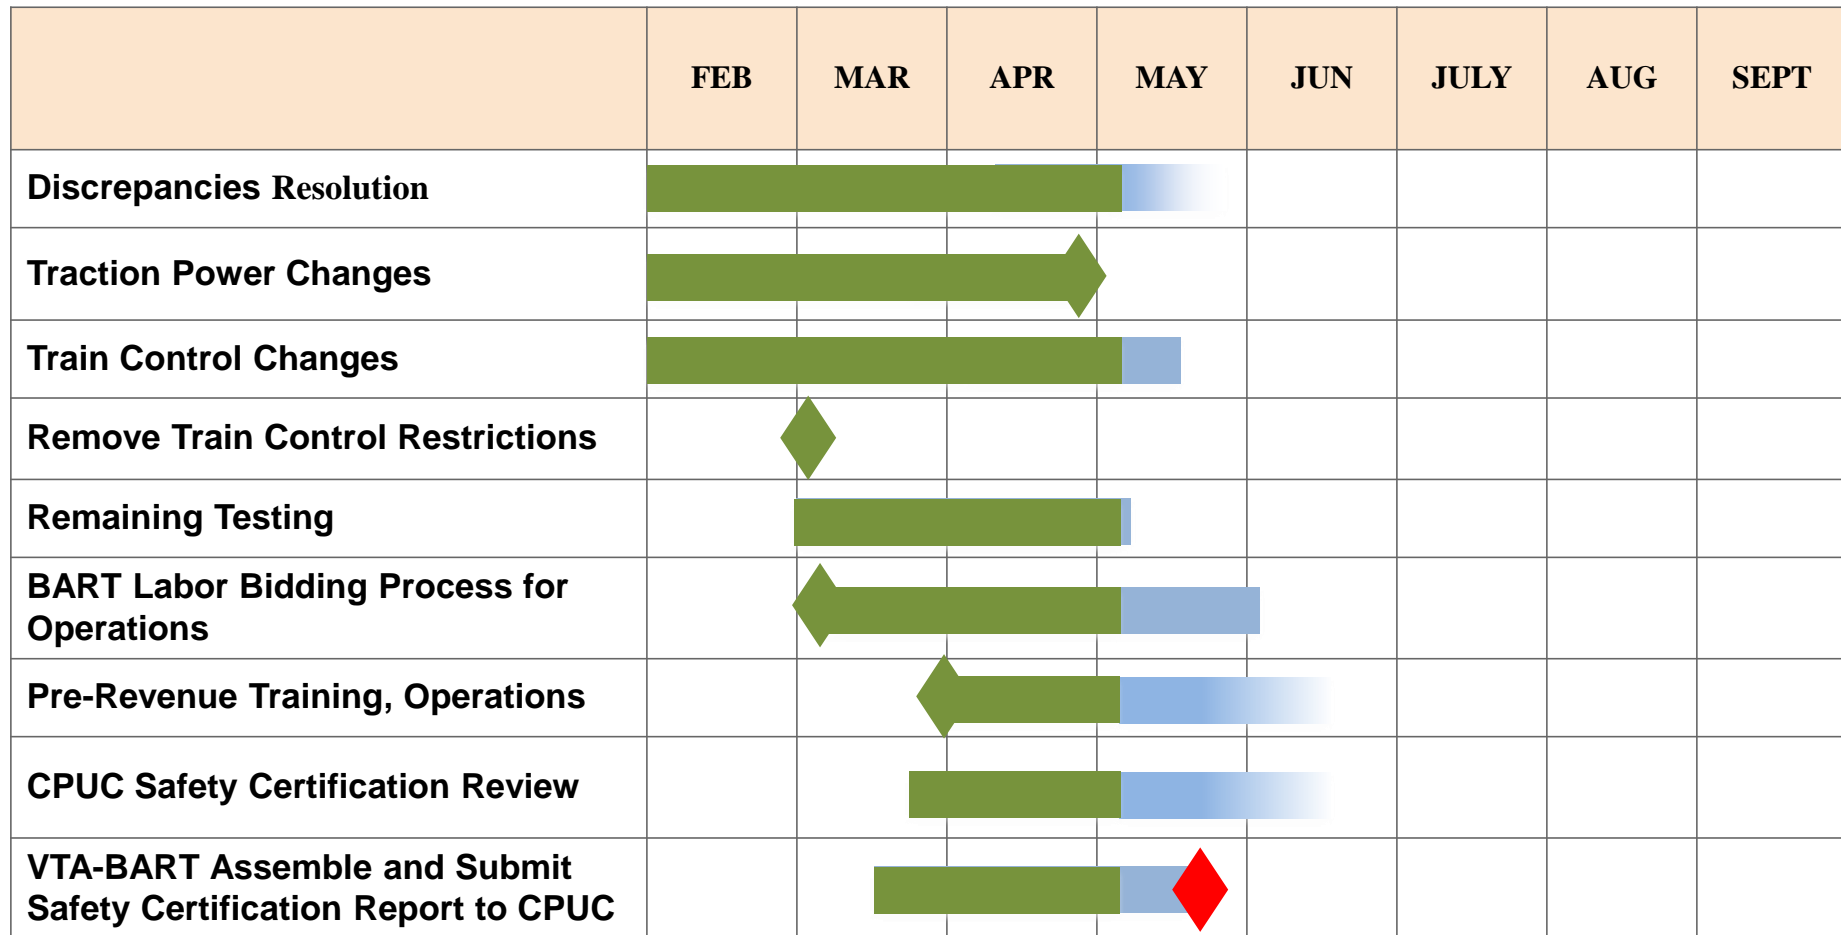 FEB MAR APR MAY JUN JULY AUG SEPT
Discrepancies Resolution
Traction Power Changes
Train Control Changes
Remove Train Control Restrictions
Remaining Testing
BART Labor Bidding Process for
Operations
Pre-Revenue Training, Operations
CPUC Safety Certification Review
VTA-BART Assemble and Submit
Safety Certification Report to CPUC